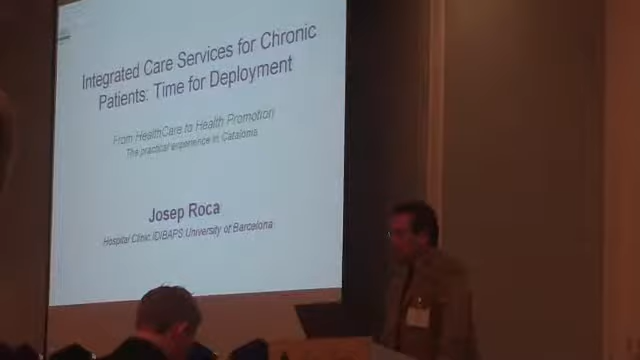 Integrated Care Services for Chronic
Patients: Time for Deployment
From HealthCare to Health Promotion
The practical experience in Catalonia
Josep Roca
Hospital Clinic.IDIBAPS.University of Barcelona